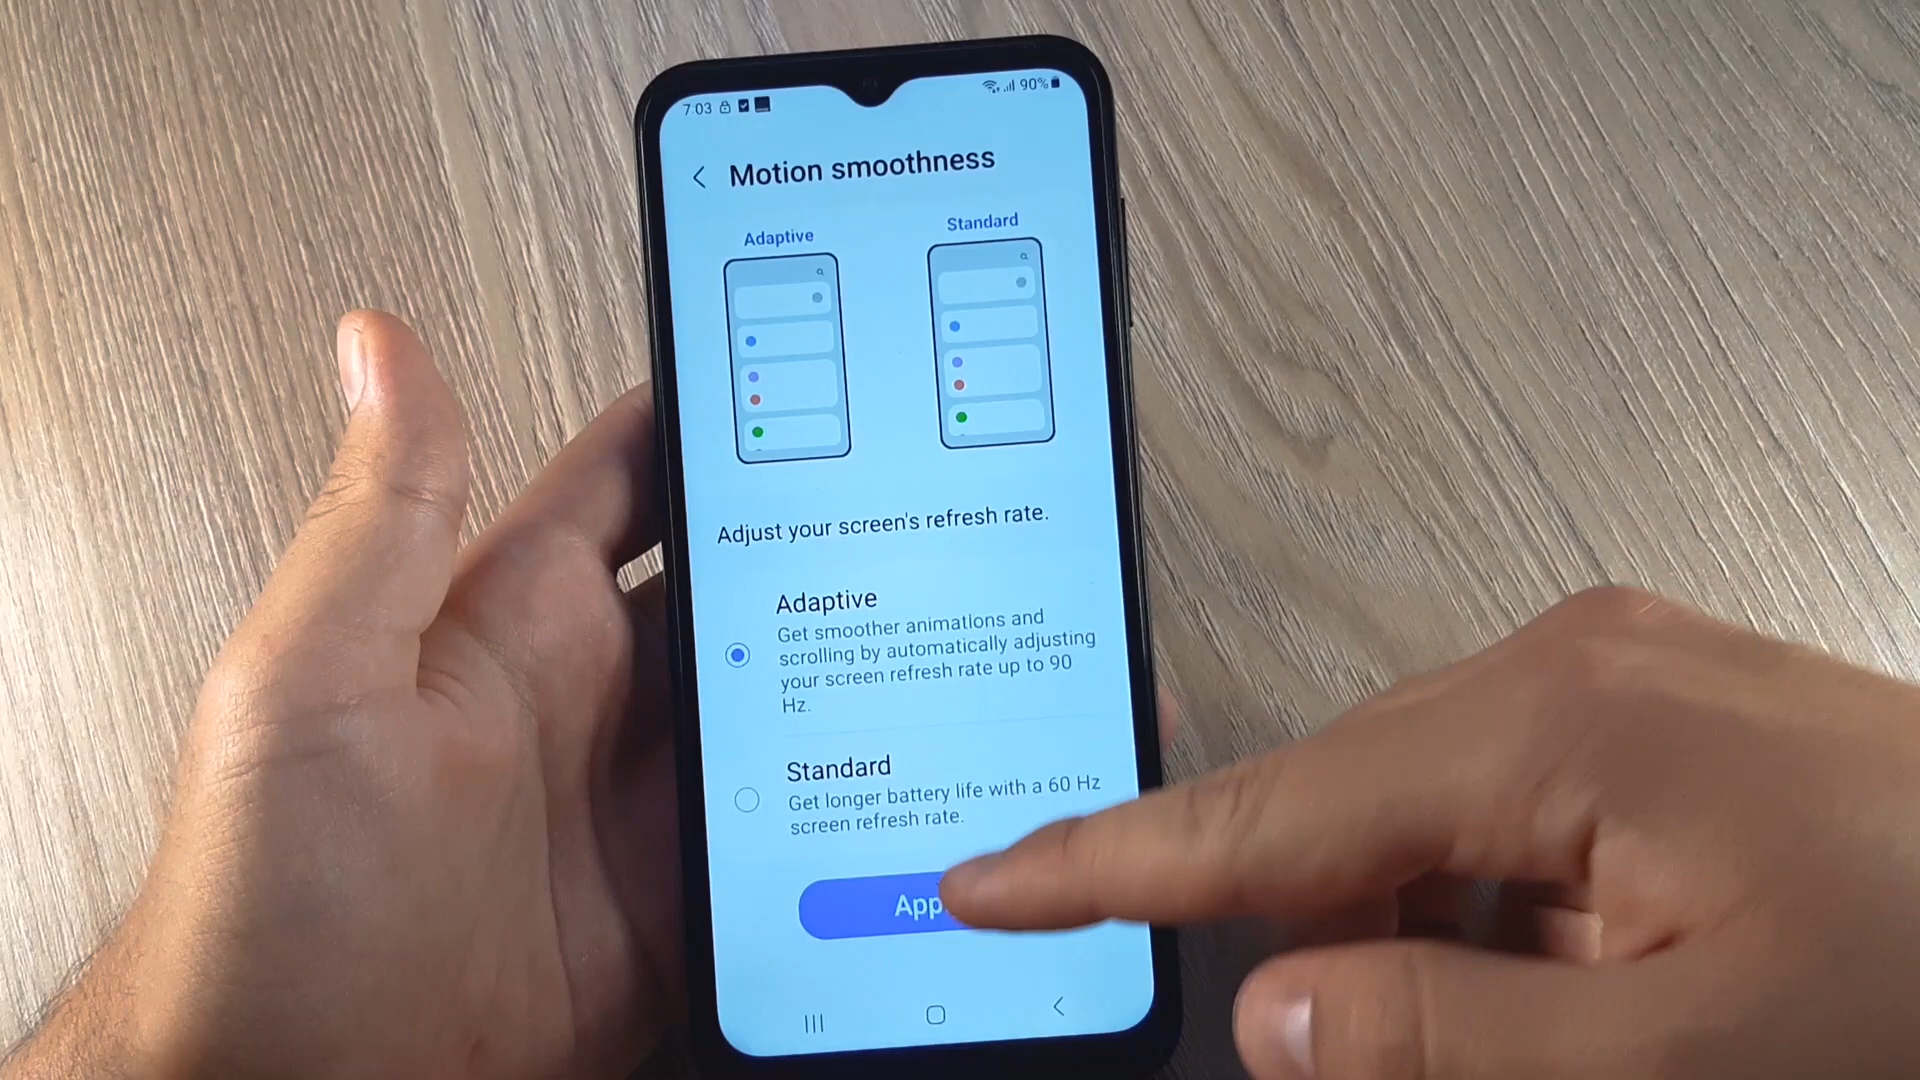 7:03
90%
Motion smoothness
Adaptive
Standard
Adjust your screen's refresh rate.
Adaptive
Get smoother animations and
scrolling by automatically adjusting
your screen refresh rate up to 90
Hz.
Standard
Get longer battery life with a 60 Hz
screen refresh rate.